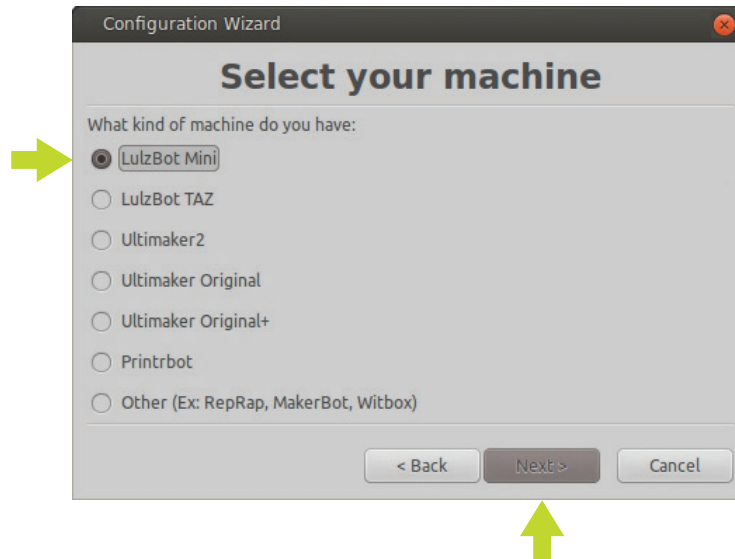 Configuration Wizard
Select your machine
What kind of machine do you have:
LulzBot Mini
LulzBot TAZ
Ultimaker2
Ultimaker Original
Ultimaker Original+
Printrbot
Other (Ex: RepRap, MakerBot, Witbox)
< Back Next > Cancel